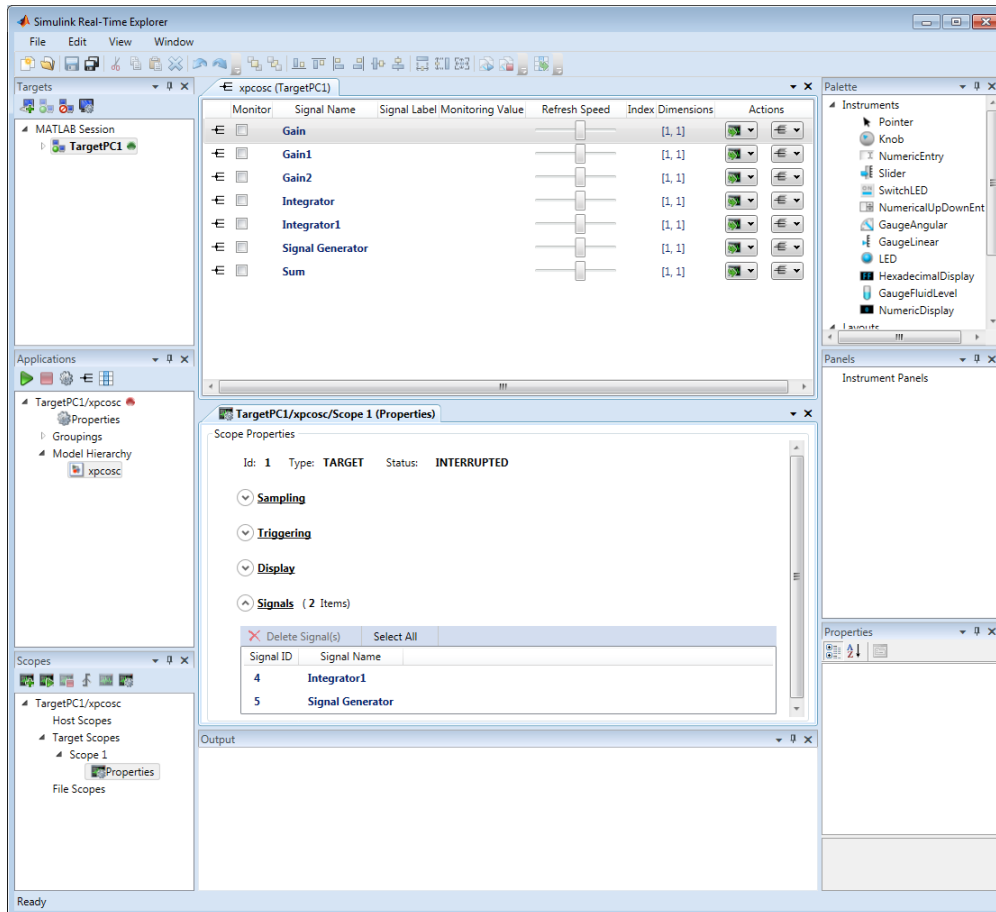 Simulink Real-Time Explorer
File Edit View Window
Targets
MATLAB Session
TargetPC1
Applications
TargetPC1/xpcosc
Properties
Groupings
Model Hierarchy
xpcosc
Scopes
TargetPC1/xpcosc
Host Scopes
Target Scopes
Scope 1
Properties
File Scopes
xpcosc (TargetPC1)
Monitor Signal Name Signal Label Monitoring Value Refresh Speed Index Dimensions Actions
Gain [1, 1]
Gain1 [1, 1]
Gain2 [1, 1]
Integrator [1, 1]
Integrator1 [1, 1]
Signal Generator [1, 1]
Sum [1, 1]
TargetPC1/xpcosc/Scope 1 (Properties)
Scope Properties
Id: 1 Type: TARGET Status: INTERRUPTED
Sampling
Triggering
Display
Signals ( 2 Items)
Delete Signal(s) Select All
Signal ID Signal Name
4 Integrator1
5 Signal Generator
Output
Palette
Instruments
Pointer
Knob
NumericEntry
Slider
SwitchLED
NumericalUpDownEnt
GaugeAngular
GaugeLinear
LED
HexadecimalDisplay
GaugeFluidLevel
NumericDisplay
Layouts
Panels
Instrument Panels
Properties
Ready